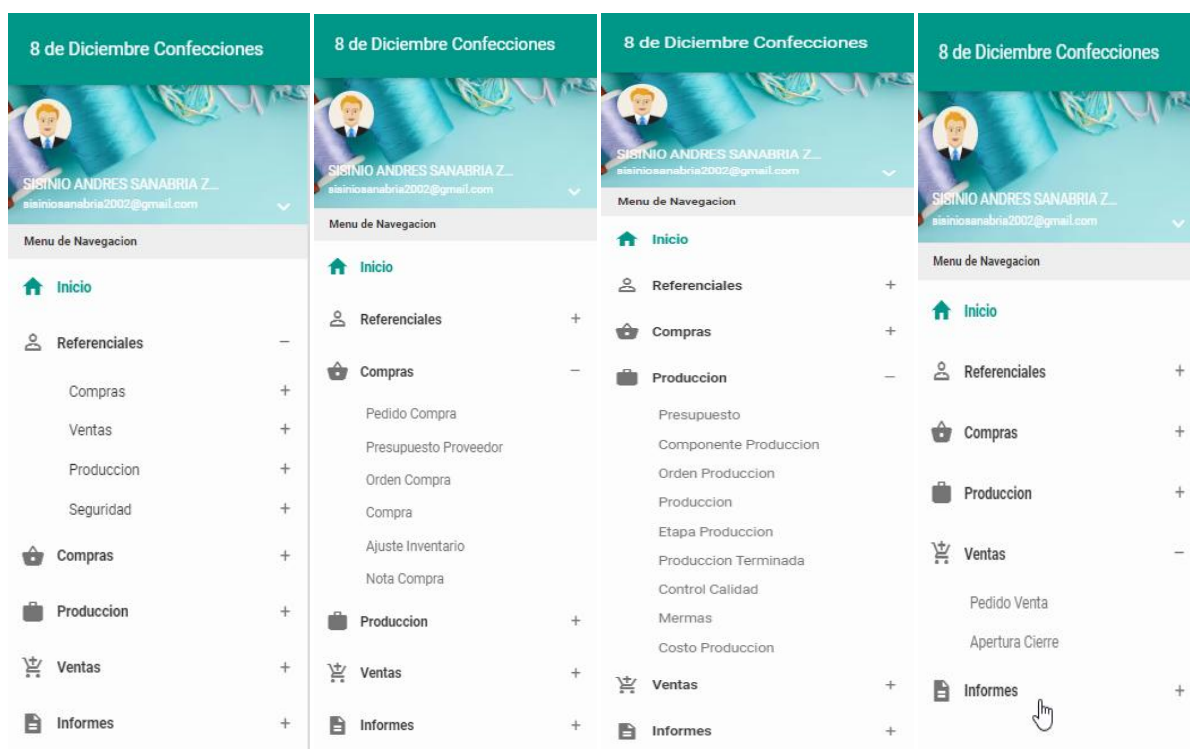 8 de Diciembre Confecciones
SISINIO ANDRES SANABRIA Z...
sisiniosanabria2002@gmail.com
Menu de Navegacion
Inicio
Referenciales −
Compras +
Ventas +
Produccion +
Seguridad +
Compras +
Produccion +
Ventas +
Informes +
8 de Diciembre Confecciones
SISINIO ANDRES SANABRIA Z...
sisiniosanabria2002@gmail.com
Menu de Navegacion
Inicio
Referenciales +
Compras −
Pedido Compra
Presupuesto Proveedor
Orden Compra
Compra
Ajuste Inventario
Nota Compra
Produccion +
Ventas +
Informes +
8 de Diciembre Confecciones
SISINIO ANDRES SANABRIA Z...
sisiniosanabria2002@gmail.com
Menu de Navegacion
Inicio
Referenciales +
Compras +
Produccion −
Presupuesto
Componente Produccion
Orden Produccion
Produccion
Etapa Produccion
Produccion Terminada
Control Calidad
Mermas
Costo Produccion
Ventas +
Informes +
8 de Diciembre Confecciones
SISINIO ANDRES SANABRIA Z...
sisiniosanabria2002@gmail.com
Menu de Navegacion
Inicio
Referenciales +
Compras +
Produccion +
Ventas −
Pedido Venta
Apertura Cierre
Informes +